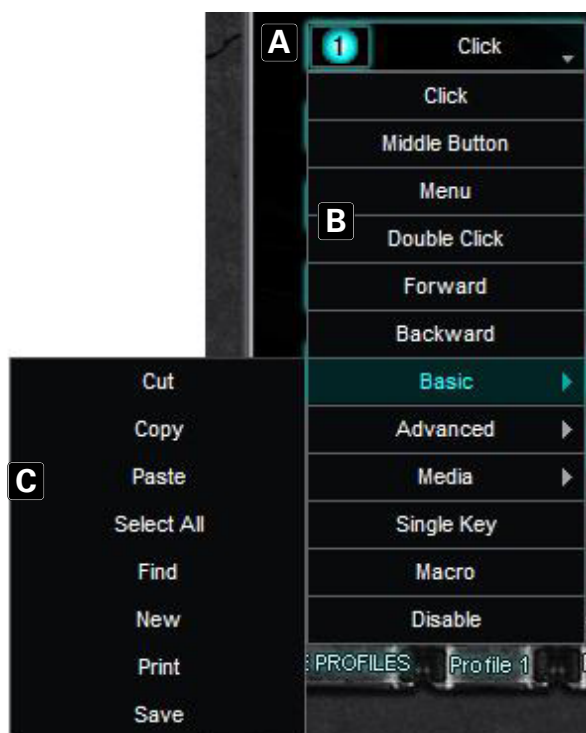 A
1 Click
Click
Middle Button
Menu
B
Double Click
Forward
Backward
Basic
Advanced
Media
Single Key
Macro
Disable
C
Cut
Copy
Paste
Select All
Find
New
Print
Save
PROFILES Profile 1